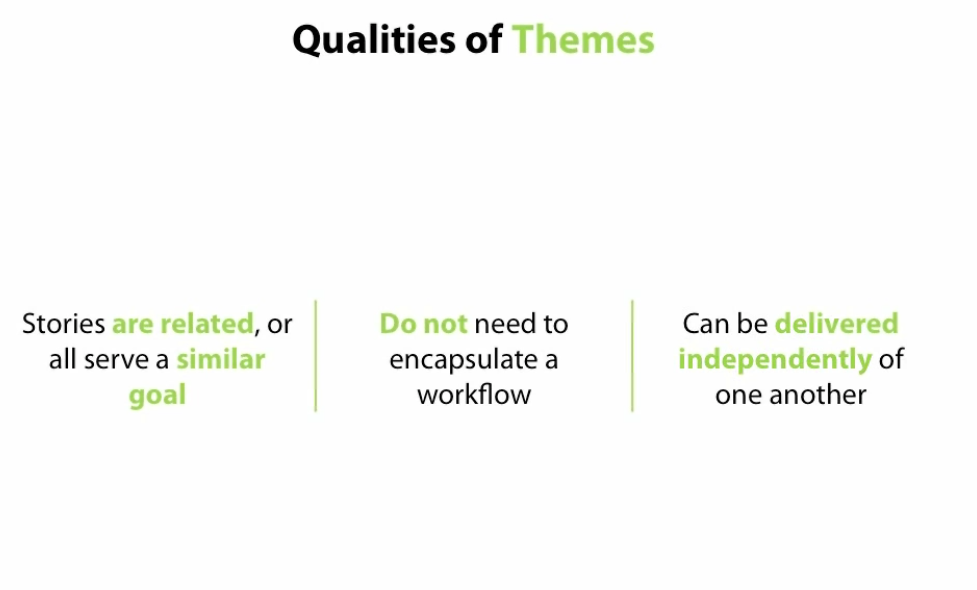 Qualities of Themes
Stories are related, or
all serve a similar
goal
Do not need to
encapsulate a
workflow
Can be delivered
independently of
one another